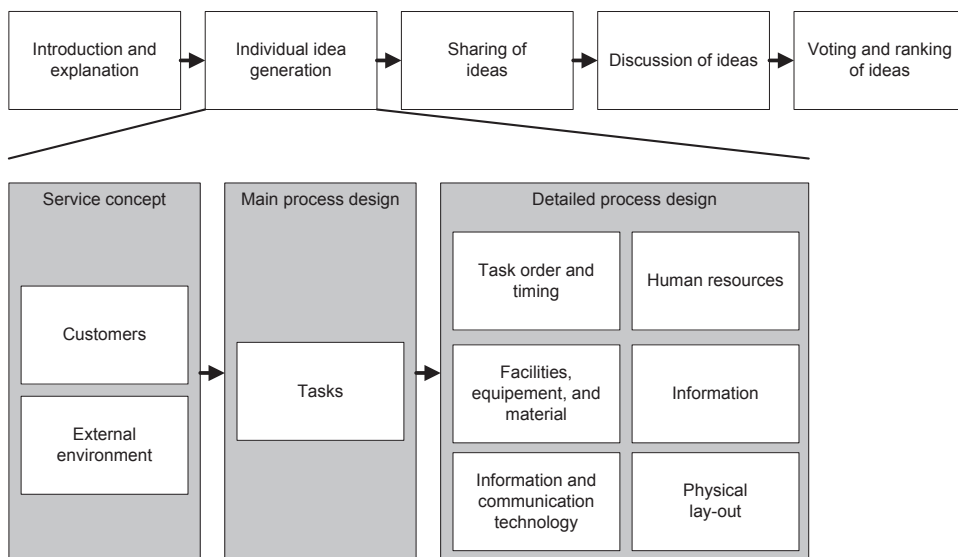 Introduction and
explanation
Individual idea
generation
Sharing of
ideas
Discussion of ideas
Voting and ranking
of ideas
Service concept
Customers
External
environment
Main process design
Tasks
Detailed process design
Task order and
timing
Human resources
Facilities,
equipement, and
material
Information
Information and
communication
technology
Physical
lay-out